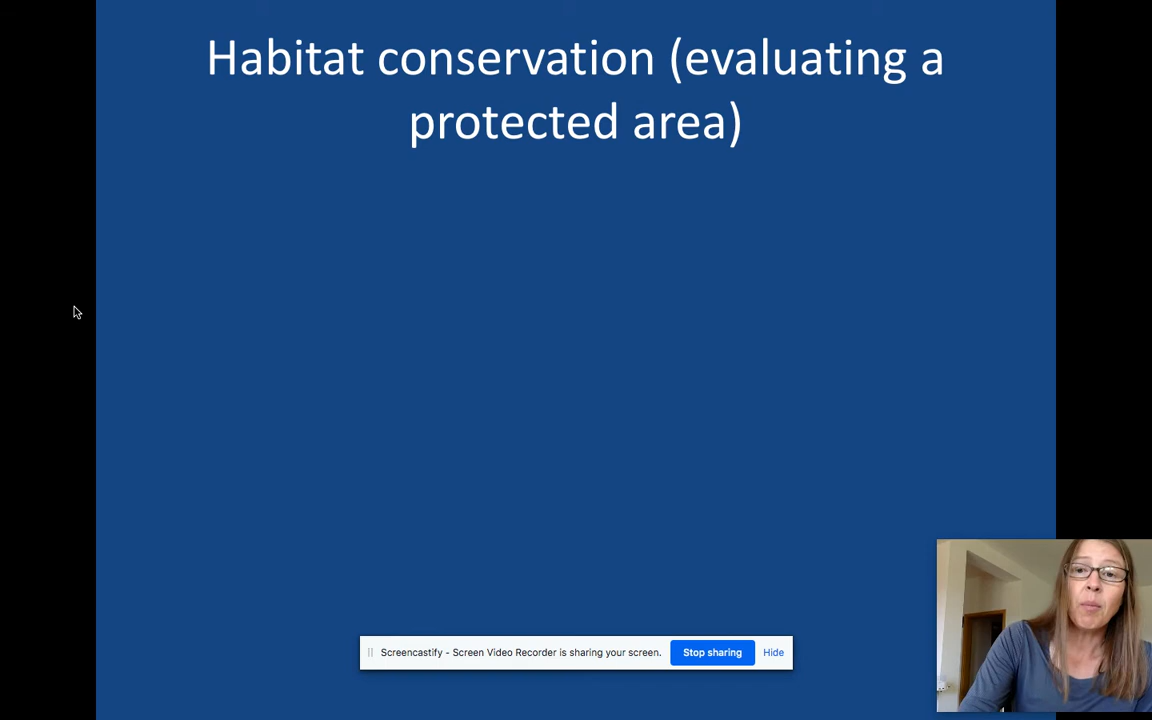 Habitat conservation (evaluating a
protected area)
Screencastify - Screen Video Recorder is sharing your screen. Stop sharing Hide